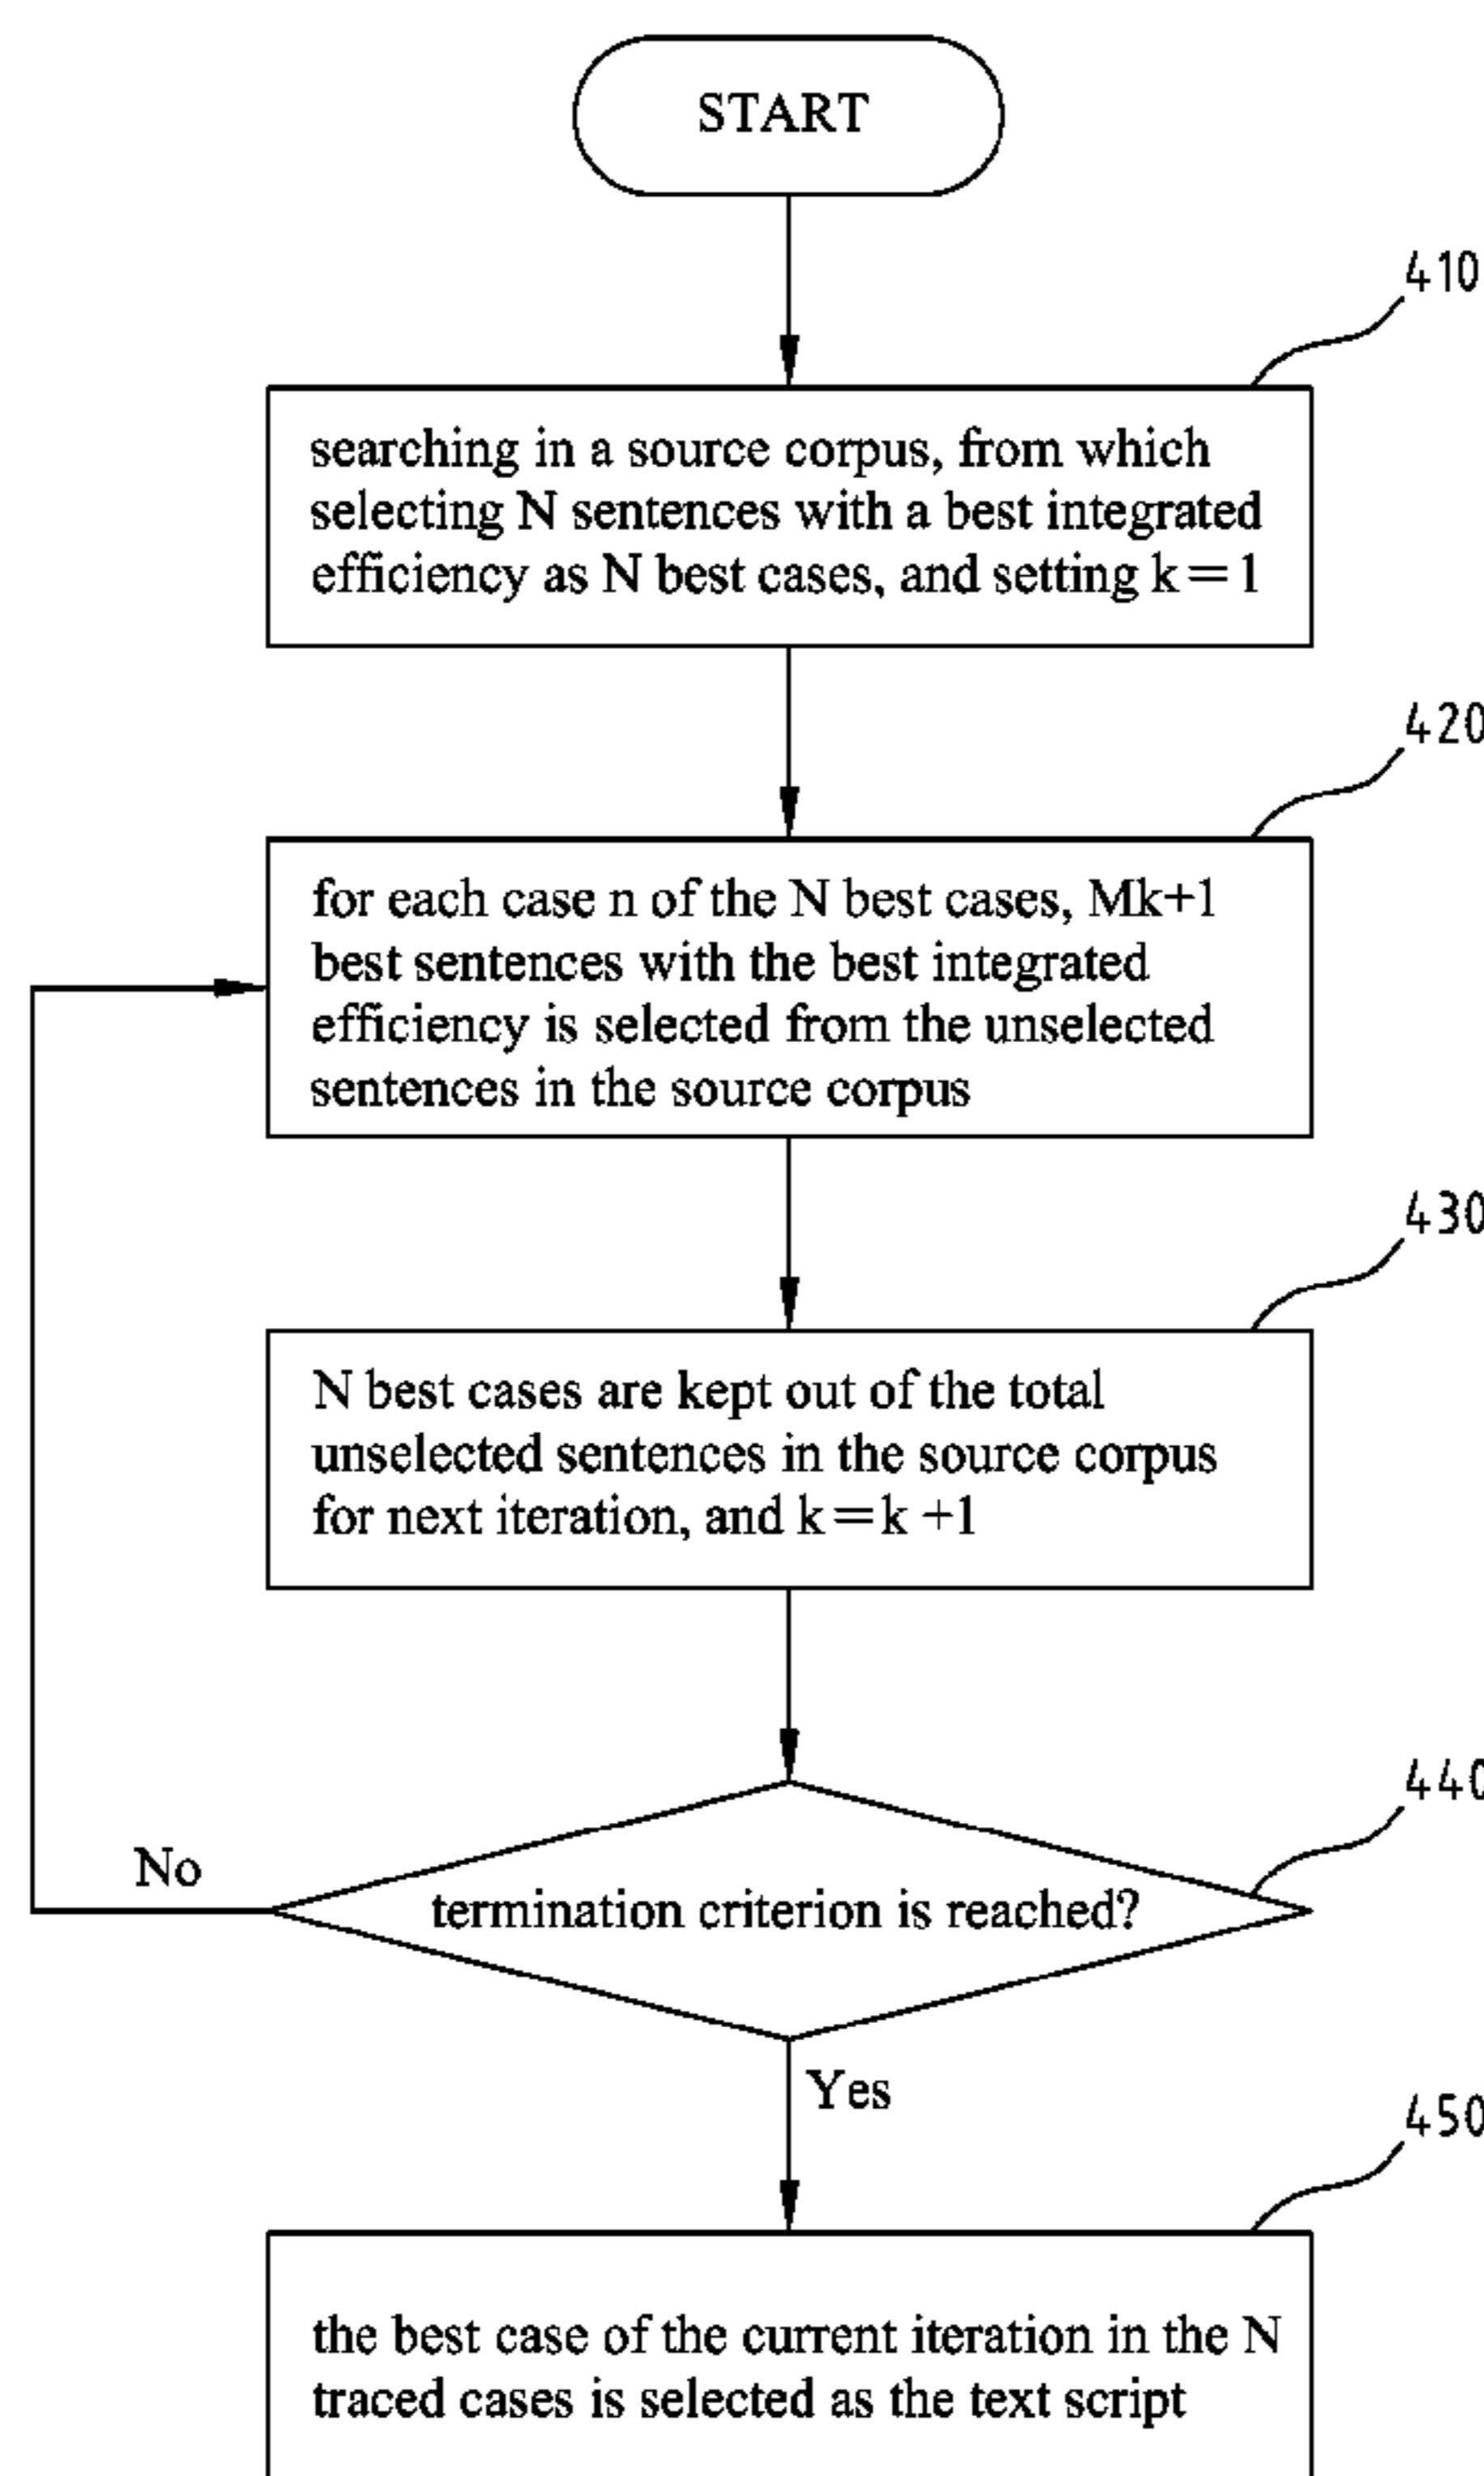 START
410
searching in a source corpus, from which
selecting N sentences with a best integrated
efficiency as N best cases, and setting k=1
420
for each case n of the N best cases, Mk+1
best sentences with the best integrated
efficiency is selected from the unselected
sentences in the source corpus
430
N best cases are kept out of the total
unselected sentences in the source corpus
for next iteration, and k=k +1
440
No
termination criterion is reached?
Yes
450
the best case of the current iteration in the N
traced cases is selected as the text script